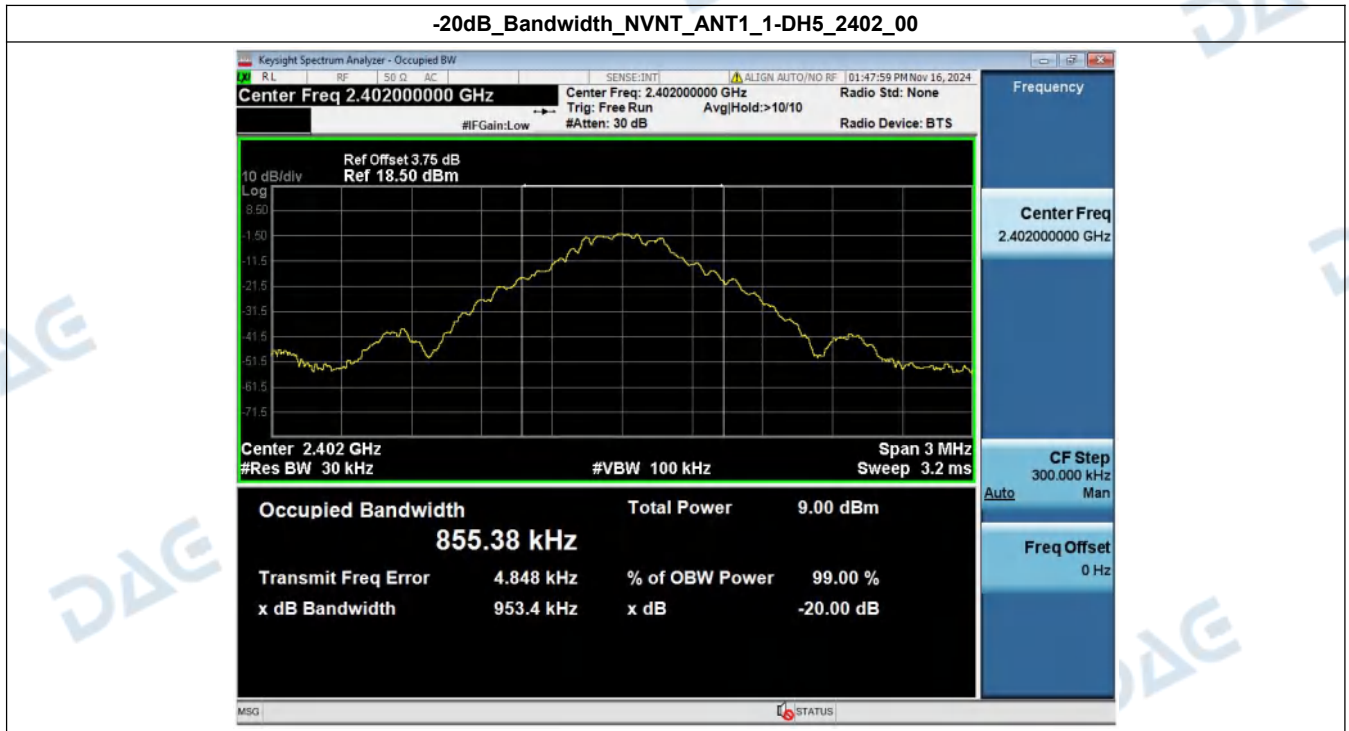 -20dB_Bandwidth_NVNT_ANT1_1-DH5_2402_00
Keysight Spectrum Analyzer - Occupied BW
LXI RL RF 50 Ω AC SENSE:INT ALIGN AUTO/NO RF 01:47:59 PM Nov 16, 2024
Center Freq 2.402000000 GHz Center Freq: 2.402000000 GHz Radio Std: None
Trig: Free Run Avg|Hold:>10/10
#IFGain:Low #Atten: 30 dB Radio Device: BTS
Frequency
Ref Offset 3.75 dB
10 dB/div Ref 18.50 dBm
Log
8.50
-1.50
-11.5
-21.5
-31.5
-41.5
-51.5
-61.5
-71.5
Center 2.402 GHz Span 3 MHz
#Res BW 30 kHz #VBW 100 kHz Sweep 3.2 ms
Center Freq
2.402000000 GHz
CF Step
300.000 kHz
Auto Man
Freq Offset
0 Hz
Occupied Bandwidth Total Power 9.00 dBm
855.38 kHz
Transmit Freq Error 4.848 kHz % of OBW Power 99.00 %
x dB Bandwidth 953.4 kHz x dB -20.00 dB
MSG STATUS
DAG
DAG